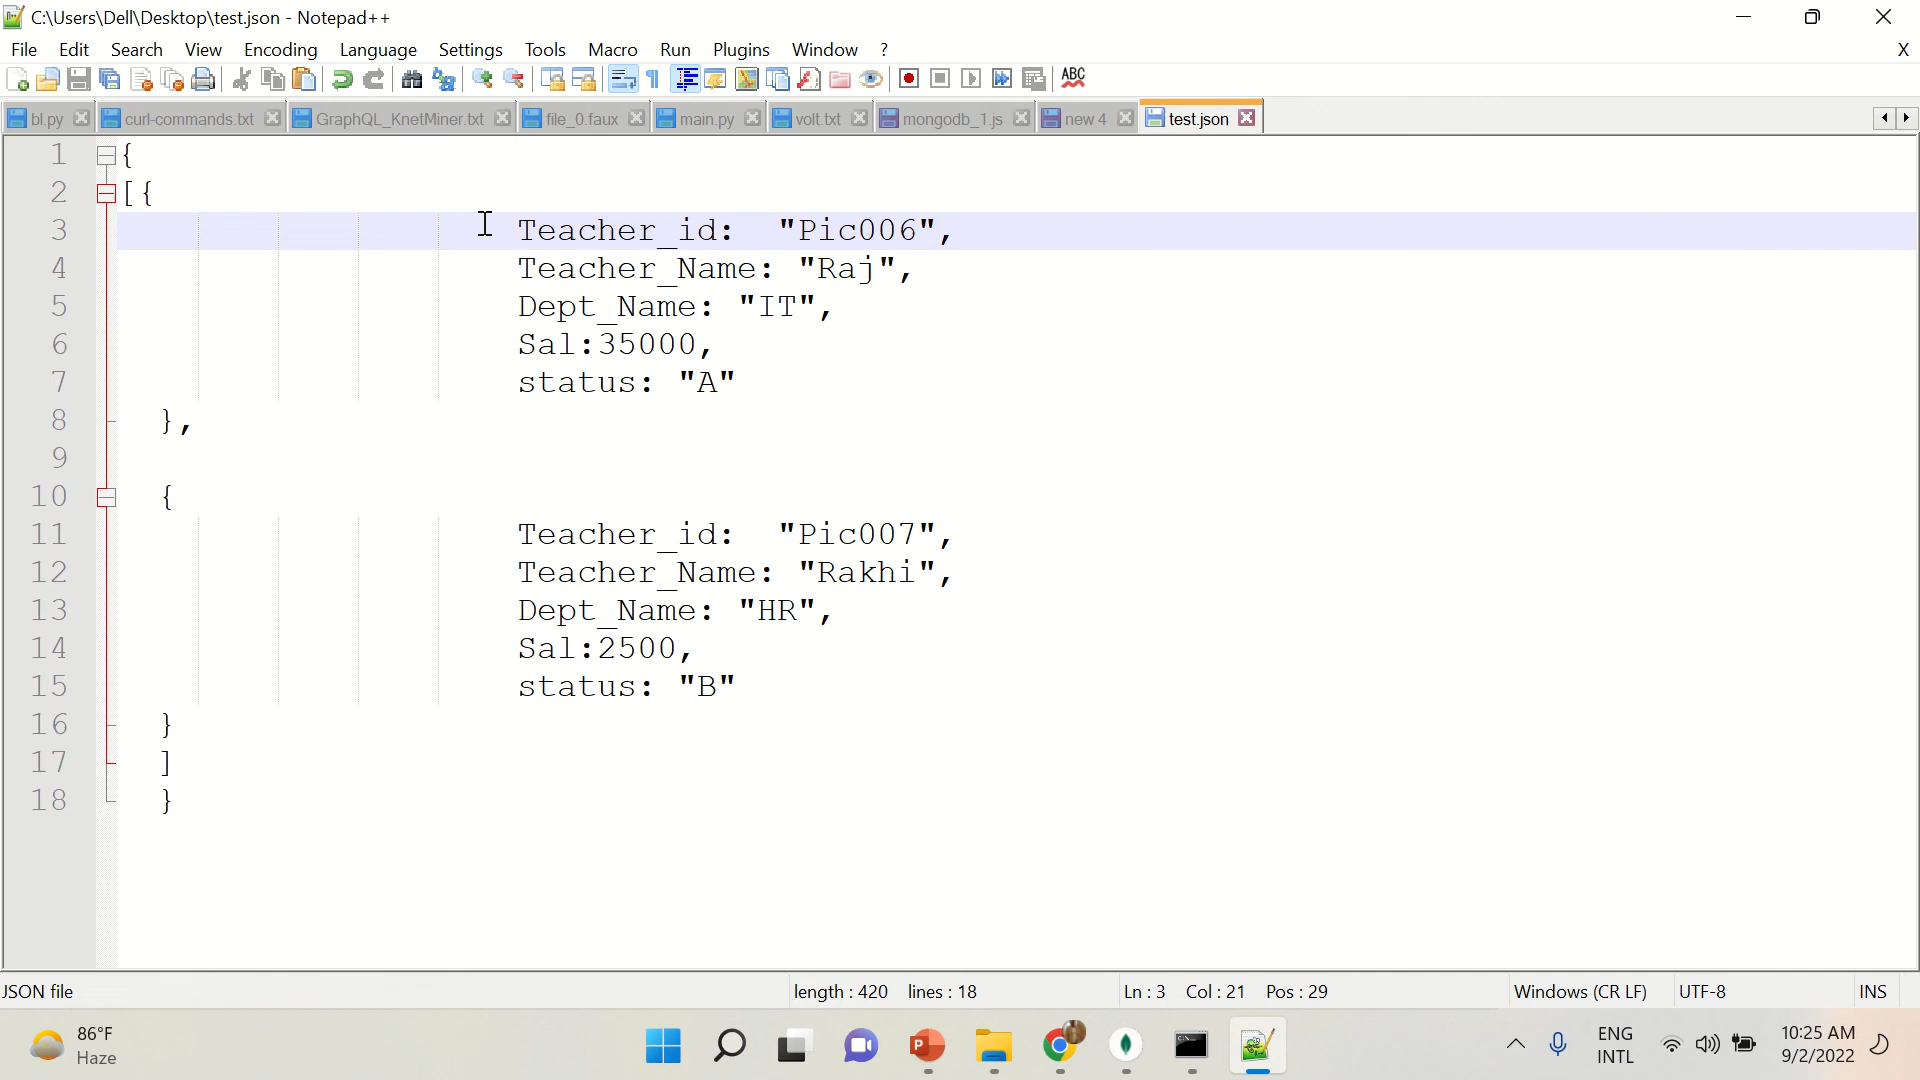 C:\Users\Dell\Desktop\test.json - Notepad++
File Edit Search View Encoding Language Settings Tools Macro Run Plugins Window ? X
ABC
bl.py curl-commands.txt GraphQL_KnetMiner.txt file_0.faux main.py volt.txt mongodb_1.js new 4 test.json
1 {
2 [{
3 Teacher_id: "Pic006",
4 Teacher_Name: "Raj",
5 Dept_Name: "IT",
6 Sal:35000,
7 status: "A"
8 },
9
10 {
11 Teacher_id: "Pic007",
12 Teacher_Name: "Rakhi",
13 Dept_Name: "HR",
14 Sal:2500,
15 status: "B"
16 }
17 ]
18 }
JSON file length : 420 lines : 18 Ln : 3 Col : 21 Pos : 29 Windows (CR LF) UTF-8 INS
86°F
Haze
ENG
INTL
10:25 AM
9/2/2022